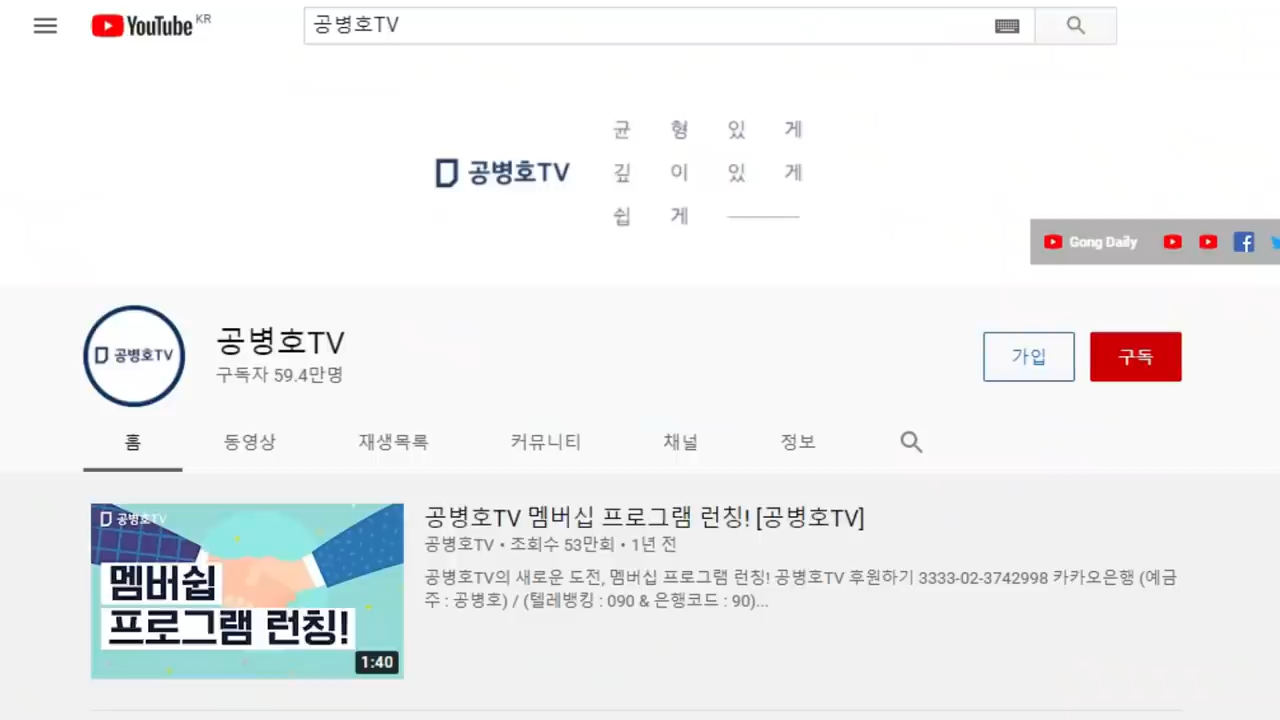 YouTube KR
공병호TV
균 형 있 게
공병호TV
깊 이 있 게
쉽 게
Gong Daily
공병호TV
공병호TV
구독자 59.4만명
가입
구독
홈
동영상
재생목록
커뮤니티
채널
정보
공병호TV
멤버쉽
프로그램 런칭!
1:40
공병호TV 멤버십 프로그램 런칭! [공병호TV]
공병호TV • 조회수 53만회 • 1년 전
공병호TV의 새로운 도전, 멤버십 프로그램 런칭! 공병호TV 후원하기 3333-02-3742998 카카오은행 (예금
주 : 공병호) / (텔레뱅킹 : 090 & 은행코드 : 90)...